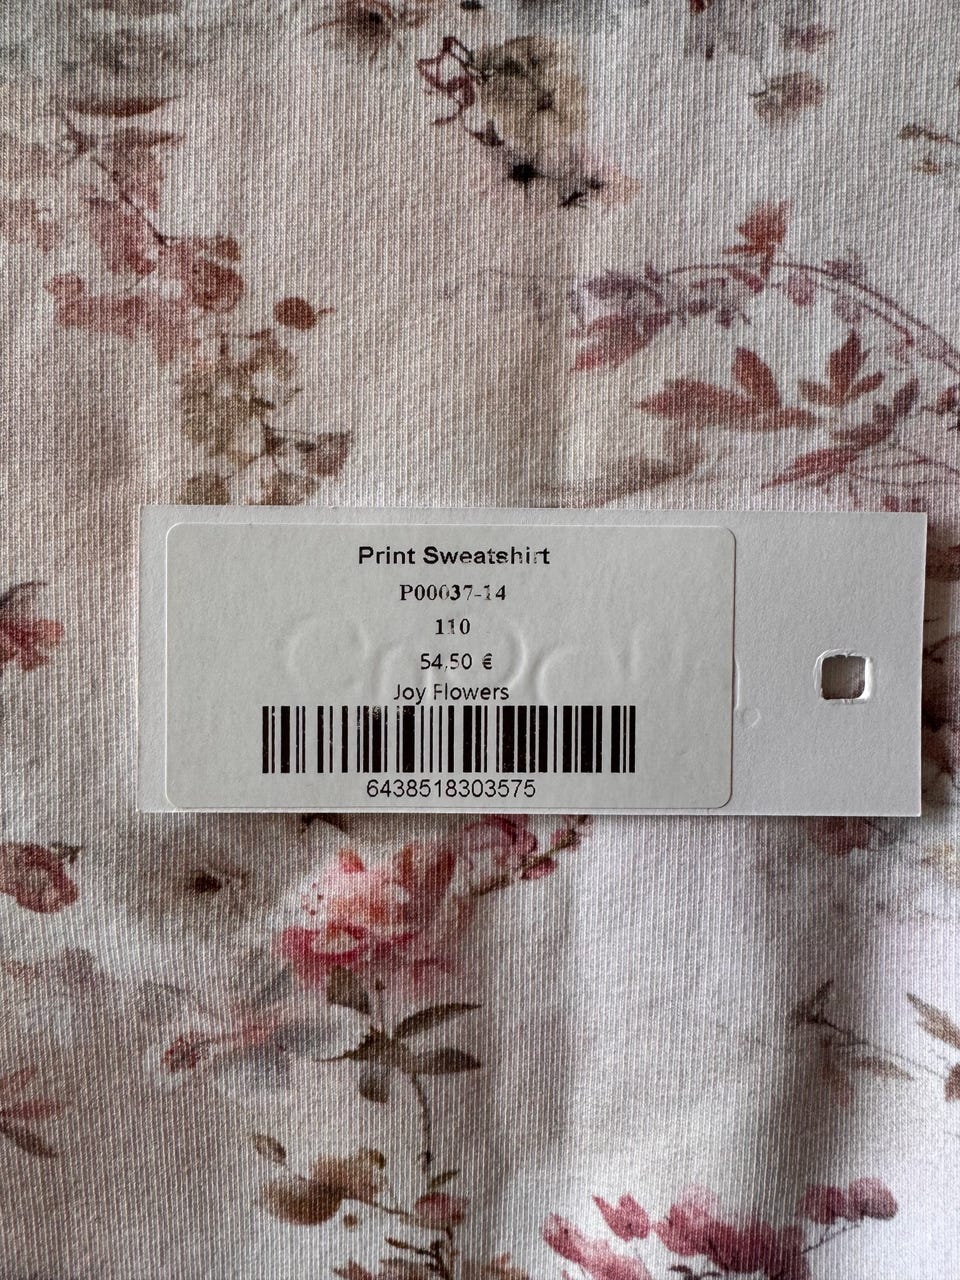 Print Sweatshirt
P00037-14
110
54,50 €
Joy Flowers
6438518303575